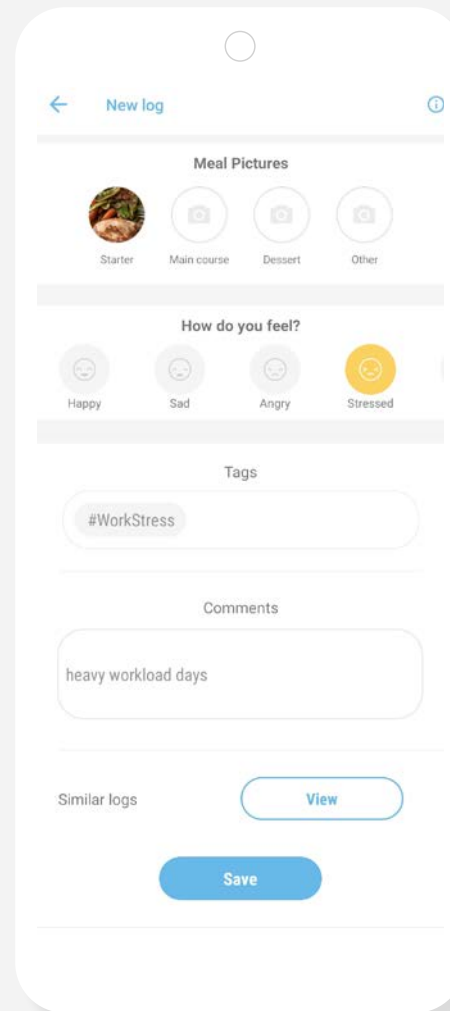 New log
Meal Pictures
Starter Main course Dessert Other
How do you feel?
Happy Sad Angry Stressed
Tags
#WorkStress
Comments
heavy workload days
Similar logs View
Save